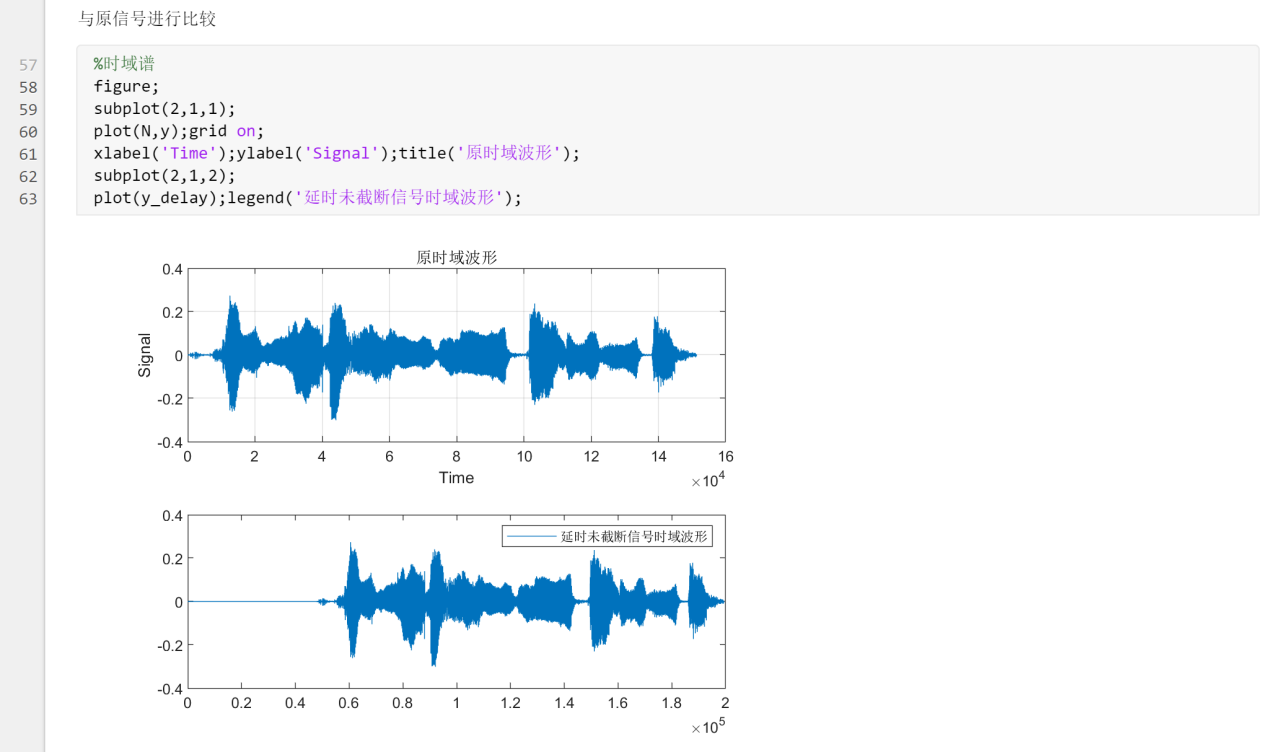 与原信号进行比较
57 %时域谱
58 figure;
59 subplot(2,1,1);
60 plot(N,y);grid on;
61 xlabel('Time');ylabel('Signal');title('原时域波形');
62 subplot(2,1,2);
63 plot(y_delay);legend('延时未截断信号时域波形');
原时域波形
0.4
0.2
0
-0.2
-0.4
Signal
0 2 4 6 8 10 12 14 16
Time
×10^4
0.4
0.2
0
-0.2
-0.4
延时未截断信号时域波形
0 0.2 0.4 0.6 0.8 1 1.2 1.4 1.6 1.8 2
×10^5